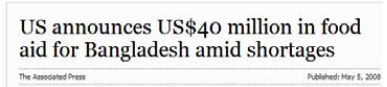 US announces US$40 million in food
aid for Bangladesh amid shortages
The Associated Press Published: May 5, 2008